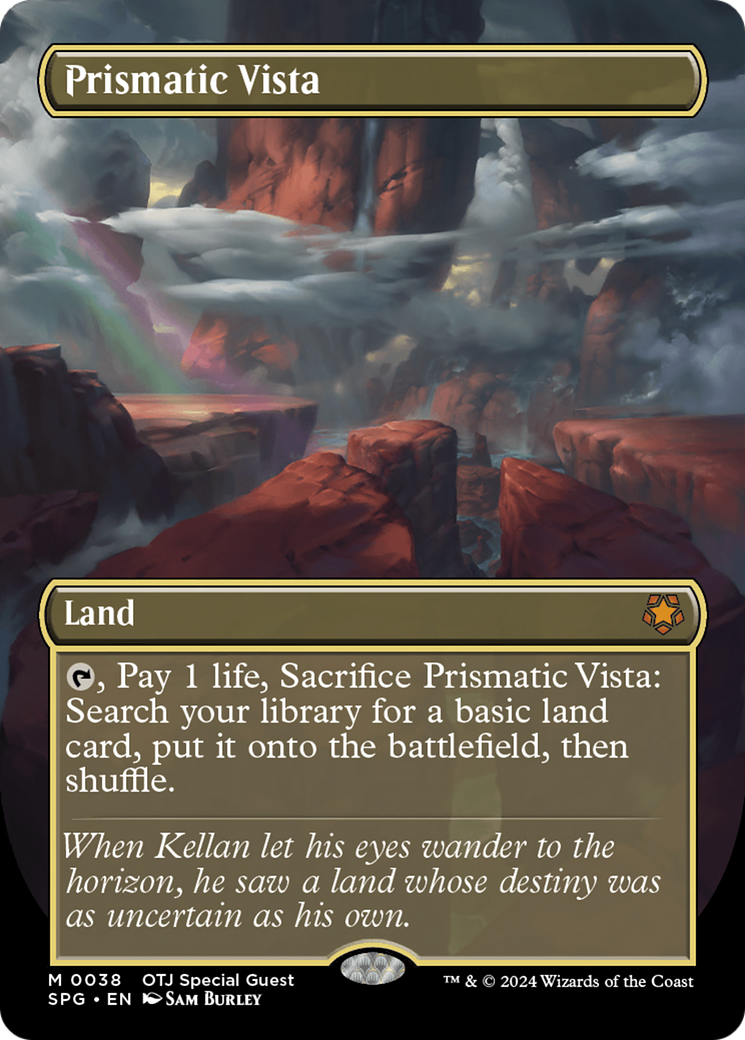 Prismatic Vista
Land
, Pay 1 life, Sacrifice Prismatic Vista:
Search your library for a basic land
card, put it onto the battlefield, then
shuffle.
When Kellan let his eyes wander to the
horizon, he saw a land whose destiny was
as uncertain as his own.
M 0038 OTJ Special Guest
SPG • EN Sam Burley
™ & © 2024 Wizards of the Coast